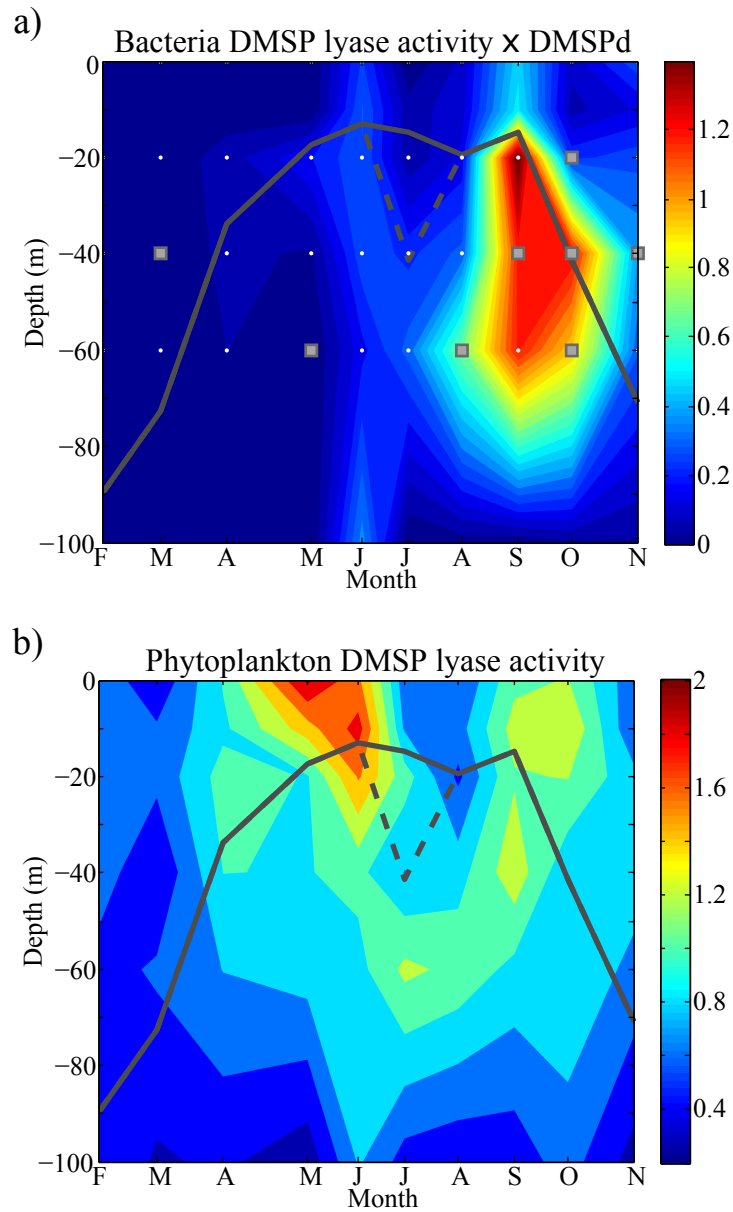 a)
Bacteria DMSP lyase activity x DMSPd
0
−20
−40
−60
−80
−100
Depth (m)
F M A M J J A S O N
Month
1.2
1
0.8
0.6
0.4
0.2
0
b)
Phytoplankton DMSP lyase activity
0
−20
−40
−60
−80
−100
Depth (m)
F M A M J J A S O N
Month
2
1.6
1.2
0.8
0.4